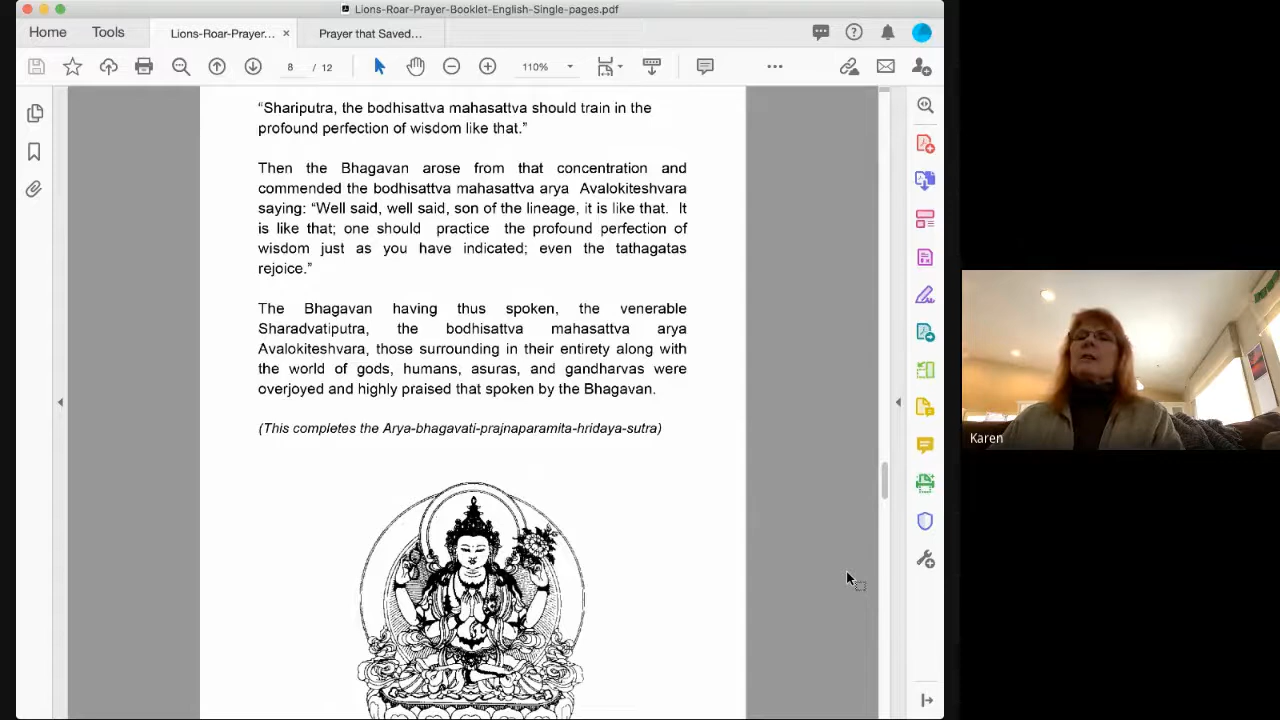 Lions-Roar-Prayer-Booklet-English-Single-pages.pdf
Home Tools Lions-Roar-Prayer... × Prayer that Saved...
8 / 12 110%
“Shariputra, the bodhisattva mahasattva should train in the
profound perfection of wisdom like that.”
Then the Bhagavan arose from that concentration and
commended the bodhisattva mahasattva arya Avalokiteshvara
saying: “Well said, well said, son of the lineage, it is like that. It
is like that; one should practice the profound perfection of
wisdom just as you have indicated; even the tathagatas
rejoice.”
The Bhagavan having thus spoken, the venerable
Sharadvatiputra, the bodhisattva mahasattva arya
Avalokiteshvara, those surrounding in their entirety along with
the world of gods, humans, asuras, and gandharvas were
overjoyed and highly praised that spoken by the Bhagavan.
(This completes the Arya-bhagavati-prajnaparamita-hridaya-sutra)
Karen